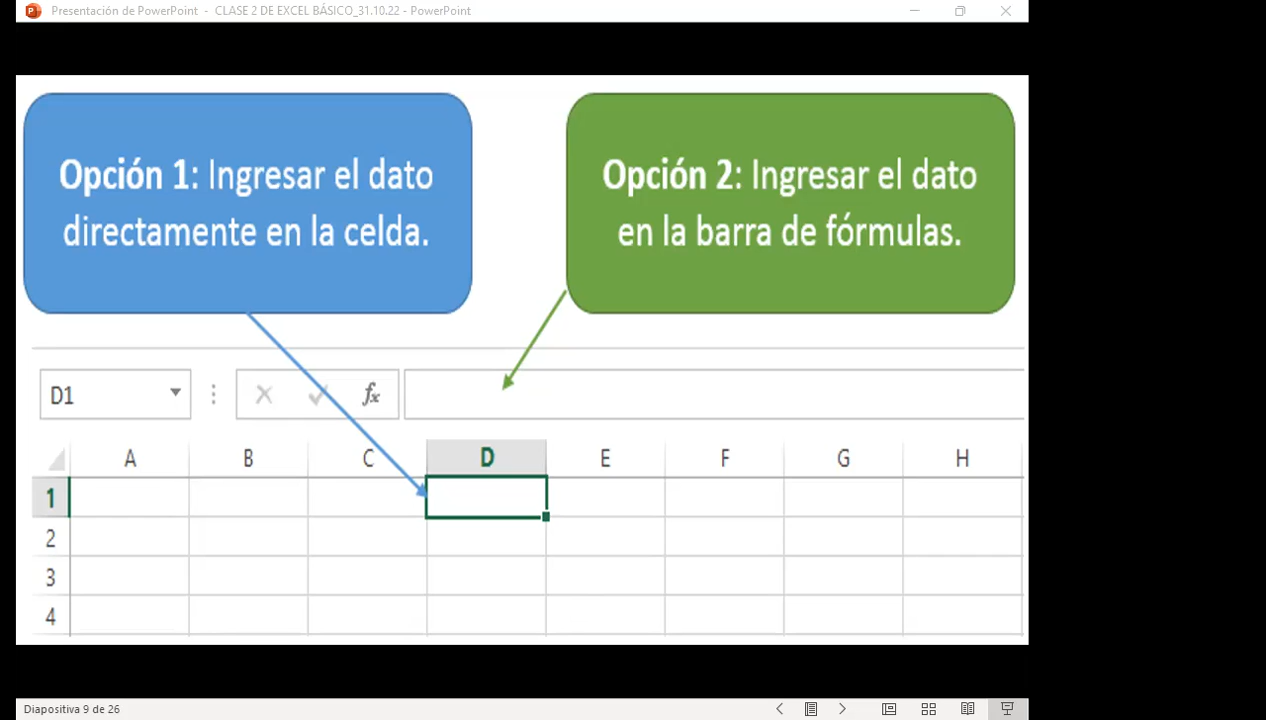 Presentación de PowerPoint - CLASE 2 DE EXCEL BÁSICO_31.10.22 - PowerPoint
Opción 1: Ingresar el dato
directamente en la celda.
Opción 2: Ingresar el dato
en la barra de fórmulas.
D1
fx
A B C D E F G H
1
2
3
4
Diapositiva 9 de 26